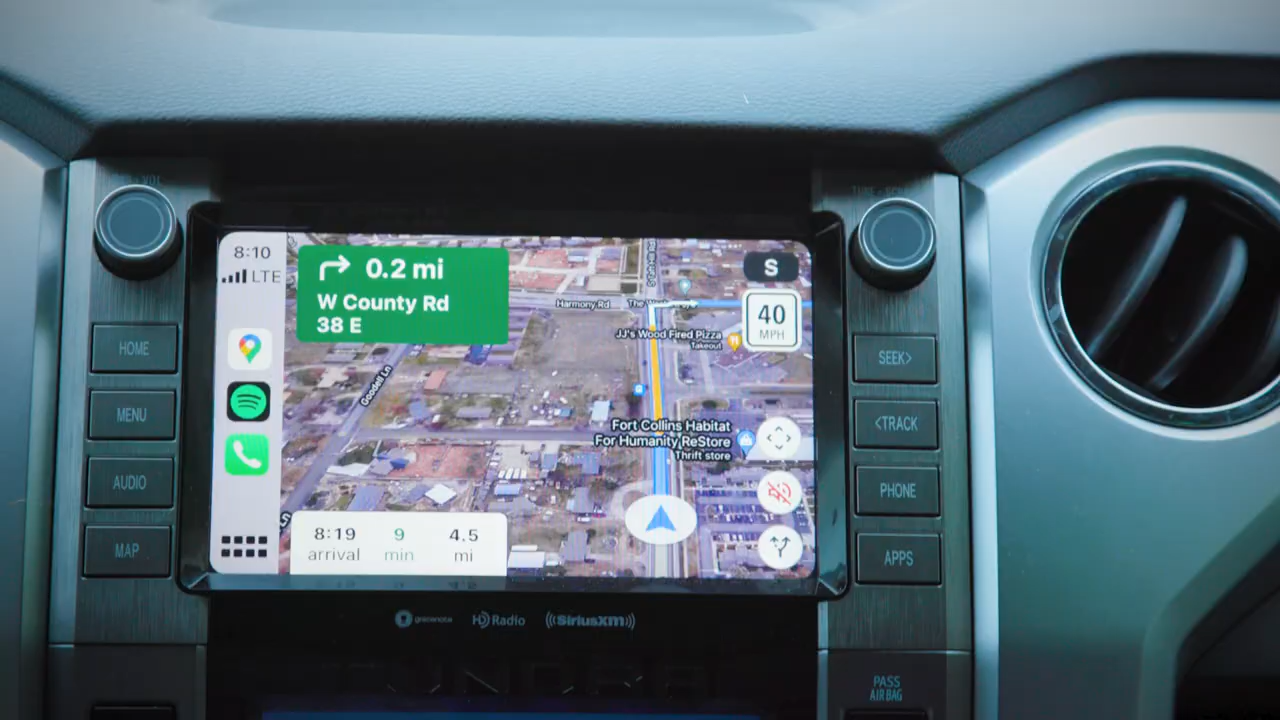 8:10
LTE
0.2 mi
W County Rd
38 E
S
40
MPH
Harmony Rd
JJ's Wood Fired Pizza
Takeout
Goodell Ln
Fort Collins Habitat
For Humanity ReStore
Thrift store
8:19 9 4.5
arrival min mi
HOME
MENU
AUDIO
MAP
SEEK>
<TRACK
PHONE
APPS
gracenote
HD Radio
((SiriusXM))
PASS
AIR BAG